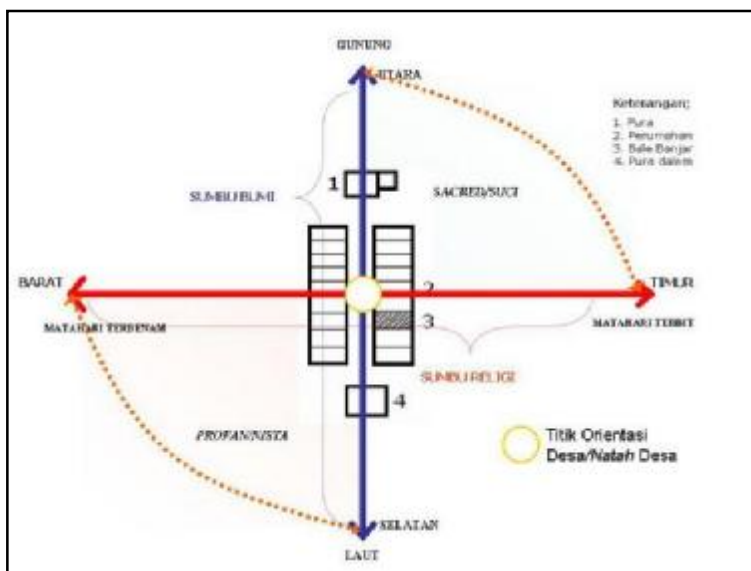 GUNUNG
UTARA
Keterangan;
1. Pura
2. Perumahan
3. Bale Banjar
4. Pura dalem
1
SUMBU BUMI
SACRED/SUCI
BARAT
2
TIMUR
MATAHARI TERBENAM
3
MATAHARI TERBIT
SUMBU RELIGI
4
PROFAN/NISTA
Titik Orientasi
Desa/Natah Desa
SELATAN
LAUT